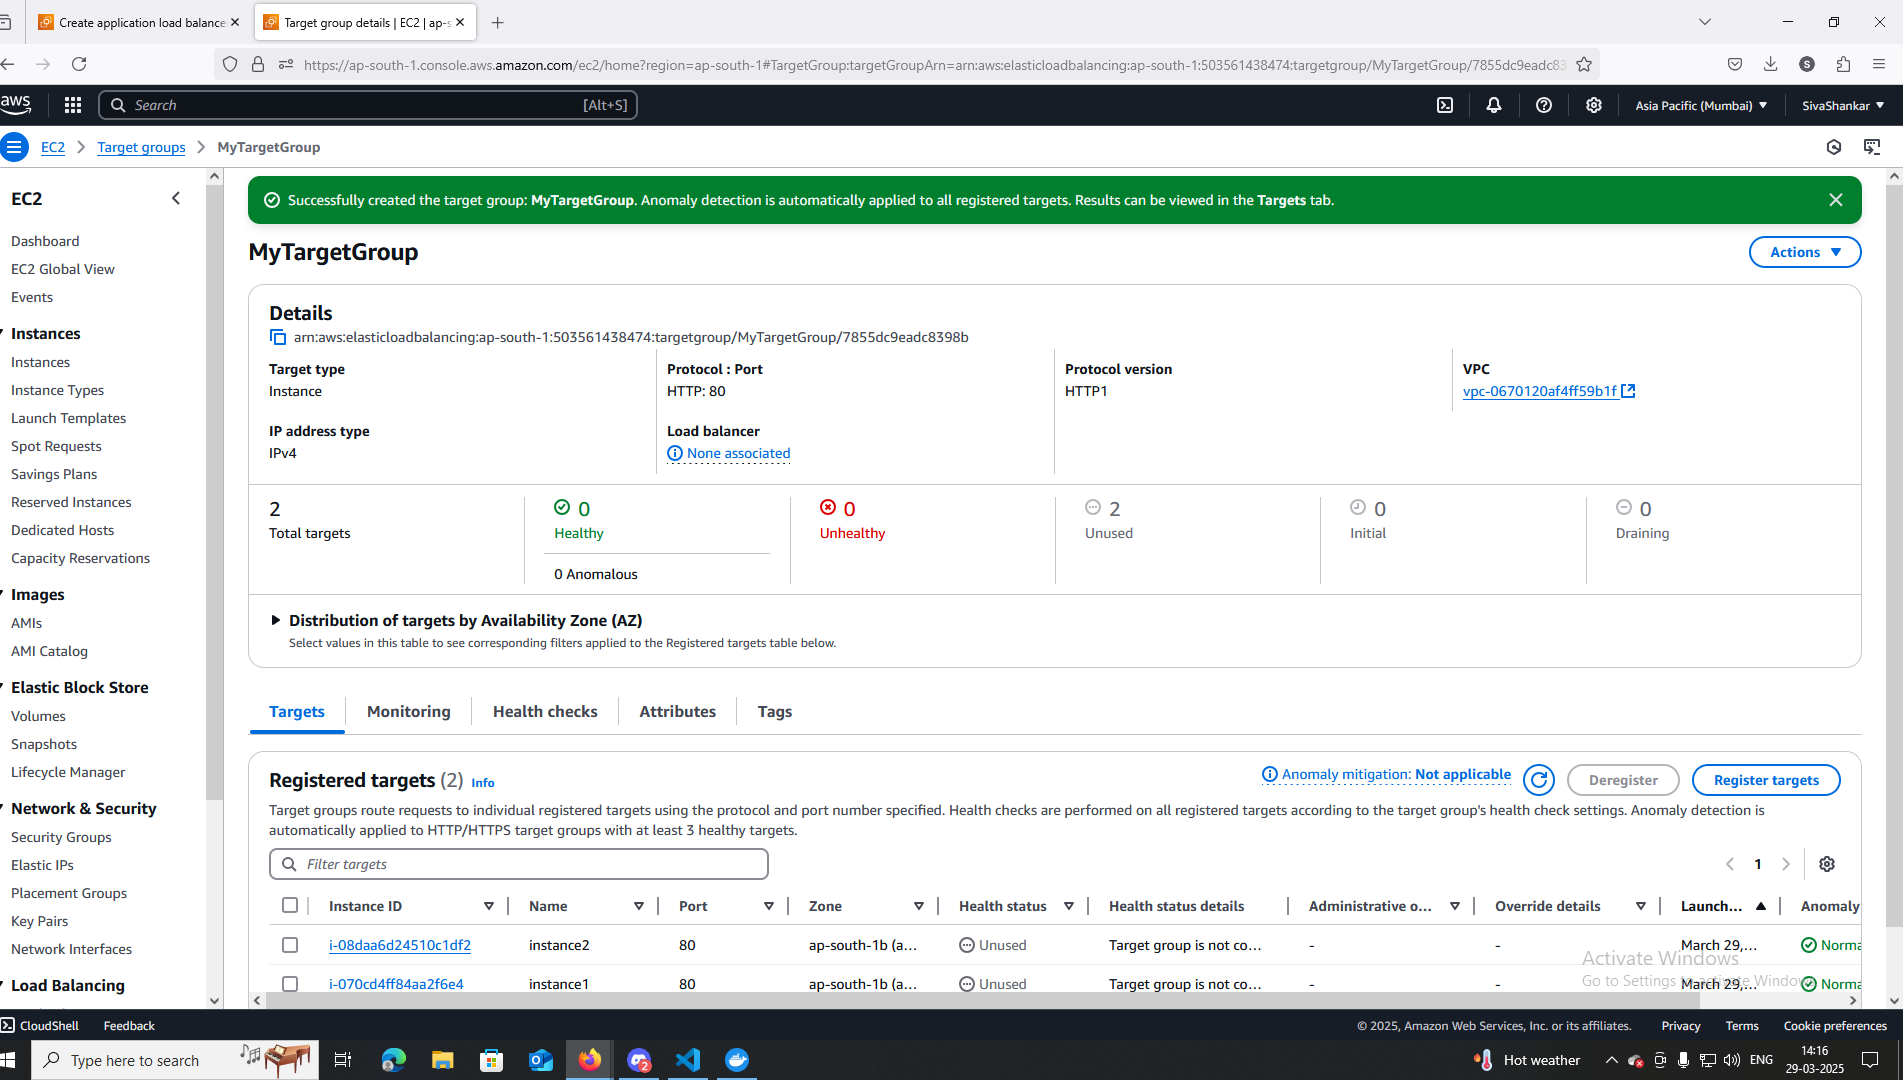 Create application load balance
Target group details | EC2 | ap-s
https://ap-south-1.console.aws.amazon.com/ec2/home?region=ap-south-1#TargetGroup:targetGroupArn=arn:aws:elasticloadbalancing:ap-south-1:503561438474:targetgroup/MyTargetGroup/7855dc9eadc83
S
aws
Search
[Alt+S]
Asia Pacific (Mumbai)
SivaShankar
EC2
Target groups
MyTargetGroup
EC2
Dashboard
EC2 Global View
Events
Instances
Instances
Instance Types
Launch Templates
Spot Requests
Savings Plans
Reserved Instances
Dedicated Hosts
Capacity Reservations
Images
AMIs
AMI Catalog
Elastic Block Store
Volumes
Snapshots
Lifecycle Manager
Network & Security
Security Groups
Elastic IPs
Placement Groups
Key Pairs
Network Interfaces
Load Balancing
Successfully created the target group: MyTargetGroup. Anomaly detection is automatically applied to all registered targets. Results can be viewed in the Targets tab.
MyTargetGroup
Actions
Details
arn:aws:elasticloadbalancing:ap-south-1:503561438474:targetgroup/MyTargetGroup/7855dc9eadc8398b
Target type
Instance
Protocol : Port
HTTP: 80
Protocol version
HTTP1
VPC
vpc-0670120af4ff59b1f
IP address type
IPv4
Load balancer
None associated
2
Total targets
0
Healthy
0 Anomalous
0
Unhealthy
2
Unused
0
Initial
0
Draining
Distribution of targets by Availability Zone (AZ)
Select values in this table to see corresponding filters applied to the Registered targets table below.
Targets
Monitoring
Health checks
Attributes
Tags
Registered targets (2) Info
Anomaly mitigation: Not applicable
Deregister
Register targets
Target groups route requests to individual registered targets using the protocol and port number specified. Health checks are performed on all registered targets according to the target group's health check settings. Anomaly detection is
automatically applied to HTTP/HTTPS target groups with at least 3 healthy targets.
Filter targets
1
Instance ID Name Port Zone Health status Health status details Administrative o... Override details Launch... Anomaly
i-08daa6d24510c1df2 instance2 80 ap-south-1b (a... Unused Target group is not co... - - March 29,... Norma
i-070cd4ff84aa2f6e4 instance1 80 ap-south-1b (a... Unused Target group is not co... - - March 29,... Norma
Activate Windows
Go to Settings to activate Windows
CloudShell
Feedback
© 2025, Amazon Web Services, Inc. or its affiliates.
Privacy
Terms
Cookie preferences
Type here to search
2
Hot weather
ENG
14:16
29-03-2025